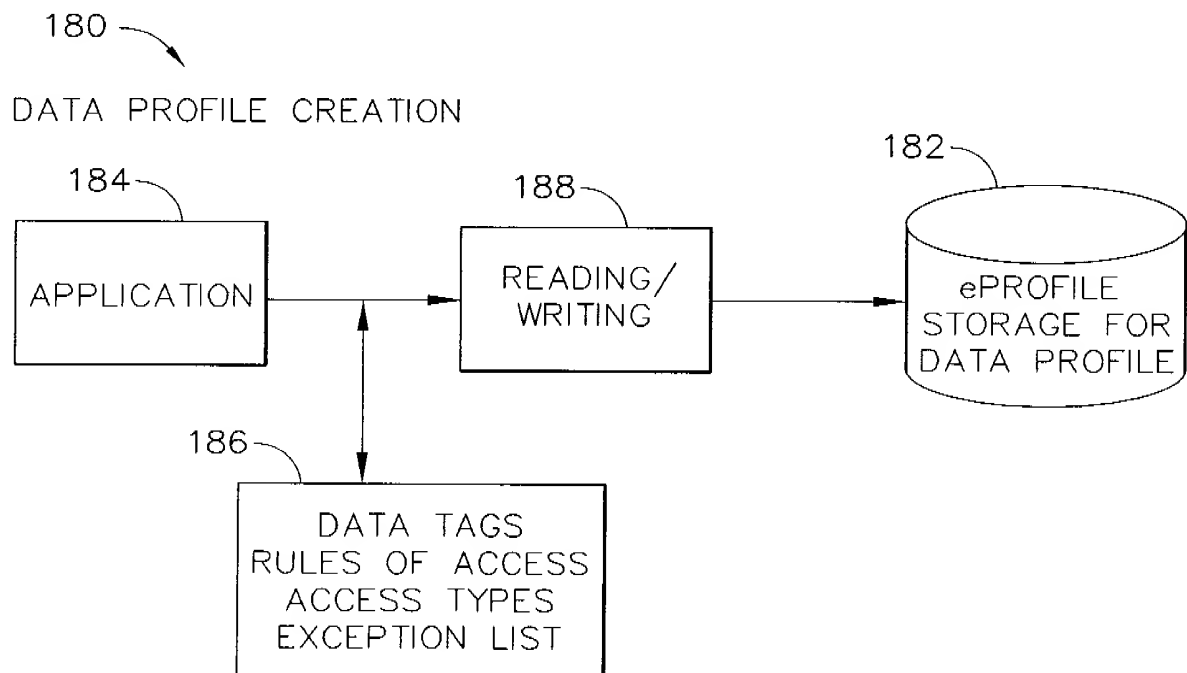 180
DATA PROFILE CREATION
184
APPLICATION
188
READING/
WRITING
182
ePROFILE
STORAGE FOR
DATA PROFILE
186
DATA TAGS
RULES OF ACCESS
ACCESS TYPES
EXCEPTION LIST